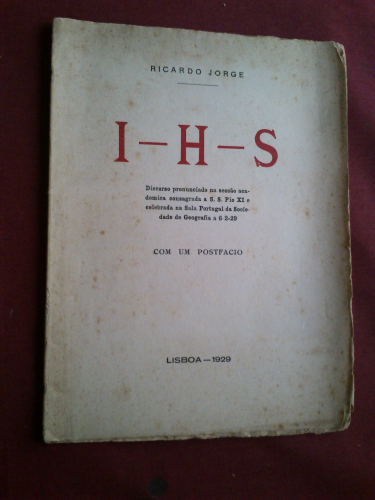 RICARDO JORGE
I-H-S
Discurso pronunciado na sessão aca-
demica consagrada a S. S. Pio XI e
celebrada na Sala Portugal da Socie-
dade de Geografia a 6-2-29
COM UM POSTFACIO
LISBOA-1929